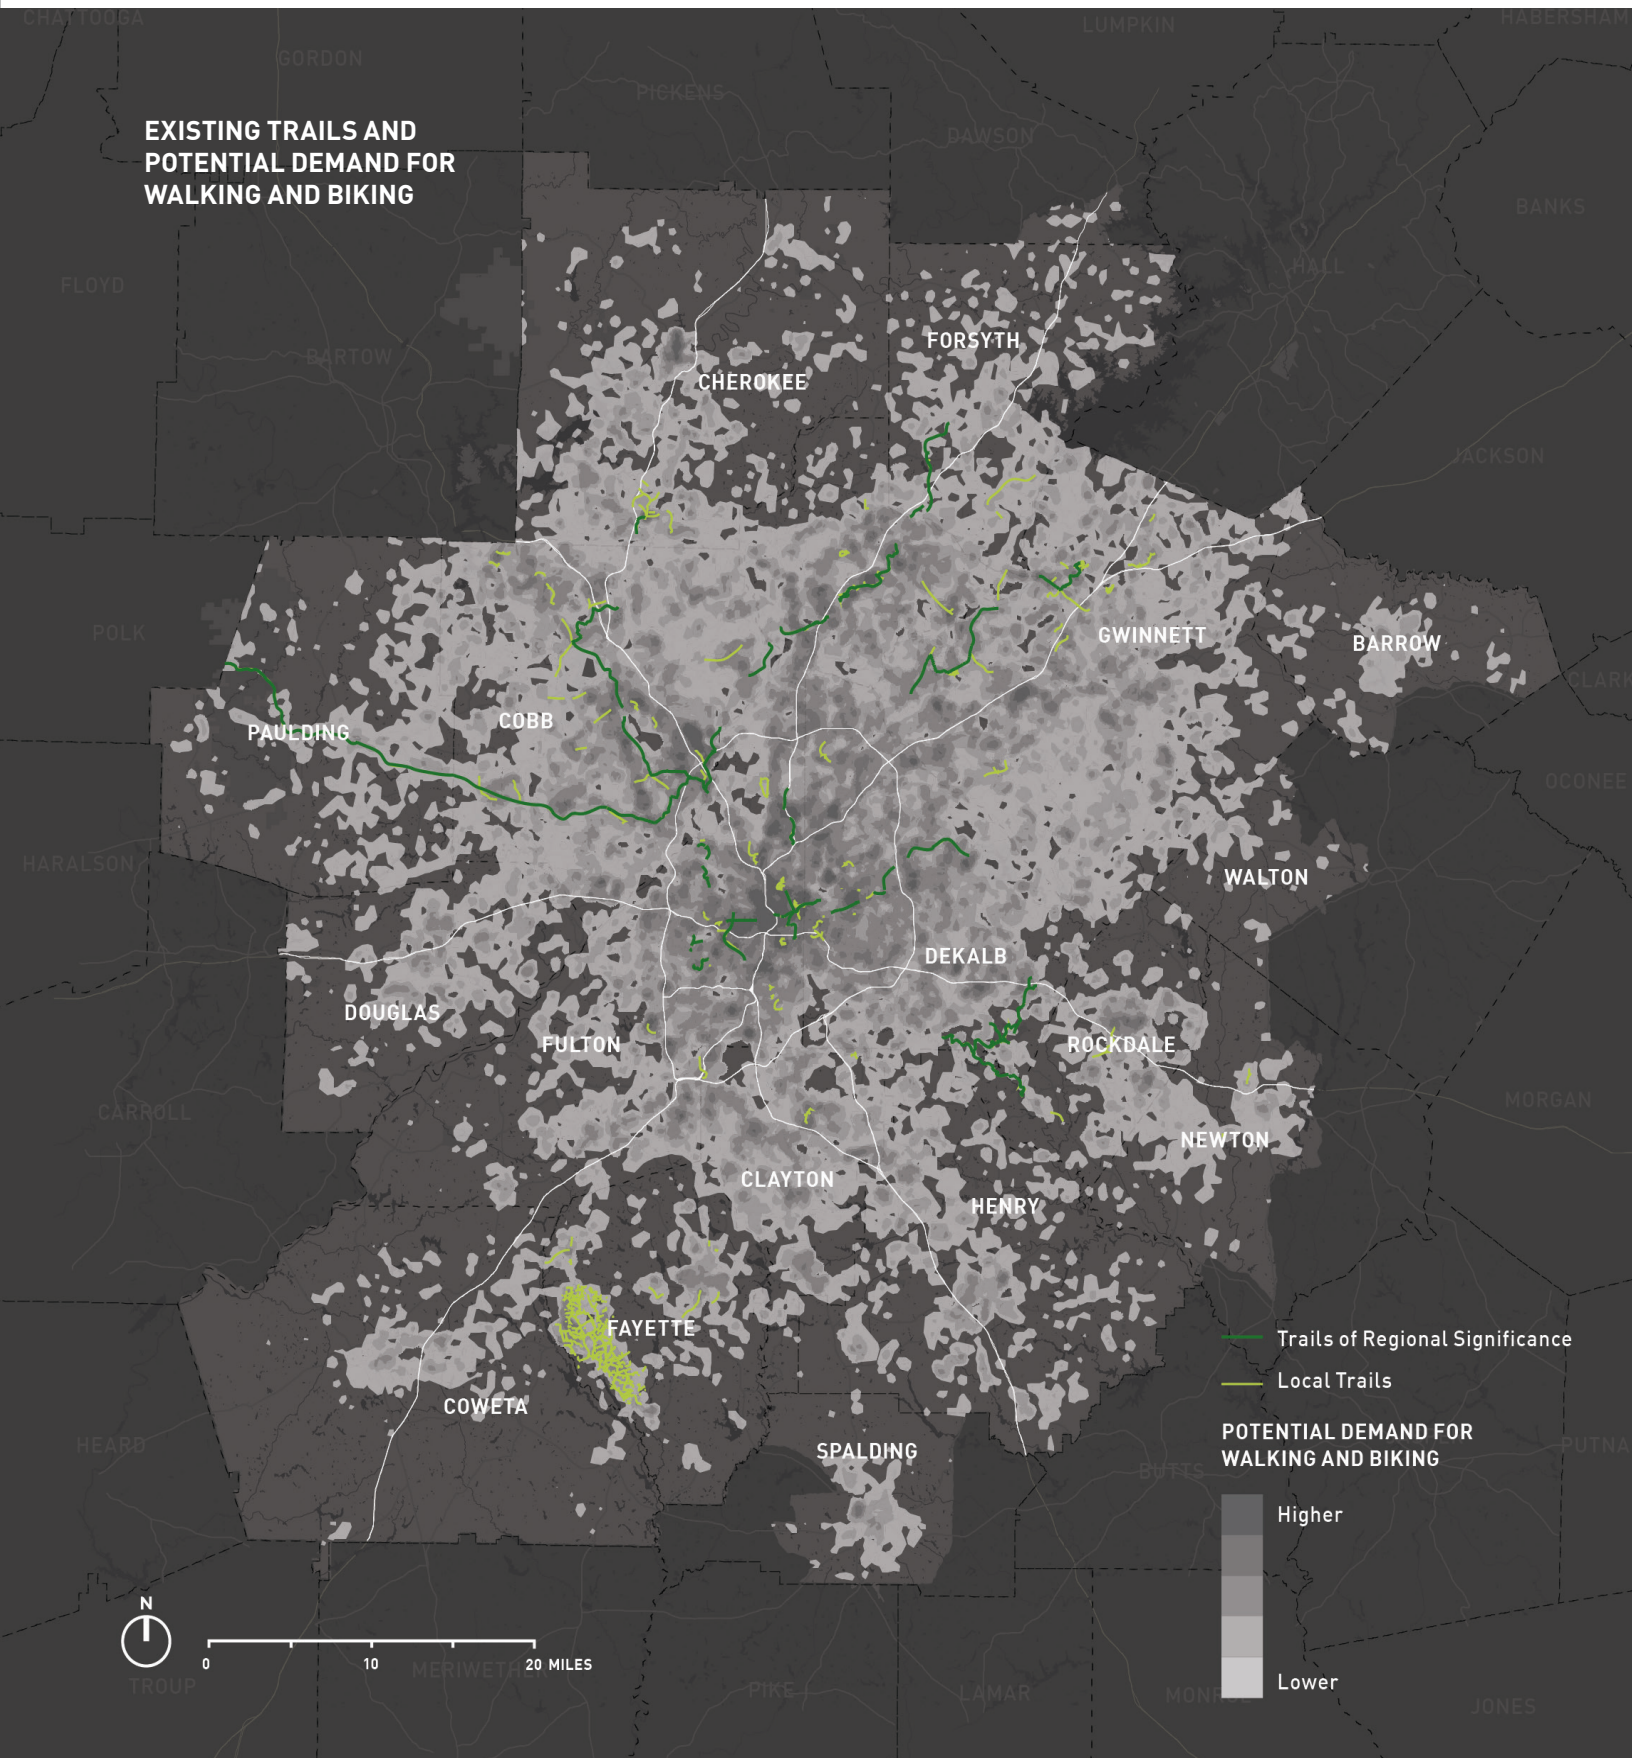 CHATTOOGA
LUMPKIN
HABERSHAM
GORDON
PICKENS
EXISTING TRAILS AND
POTENTIAL DEMAND FOR
WALKING AND BIKING
DAWSON
BANKS
HALL
FLOYD
FORSYTH
BARTOW
CHEROKEE
JACKSON
POLK
GWINNETT
BARROW
CLARK
COBB
PAULDING
OCONEE
HARALSON
WALTON
DEKALB
DOUGLAS
FULTON
ROCKDALE
CARROLL
MORGAN
NEWTON
CLAYTON
HENRY
FAYETTE
Trails of Regional Significance
Local Trails
COWETA
POTENTIAL DEMAND FOR
WALKING AND BIKING
HEARD
SPALDING
PUTNA
BUTTS
Higher
N
0 10 20 MILES
MERIWETHER
Lower
TROUP
PIKE
LAMAR
MONROE
JONES